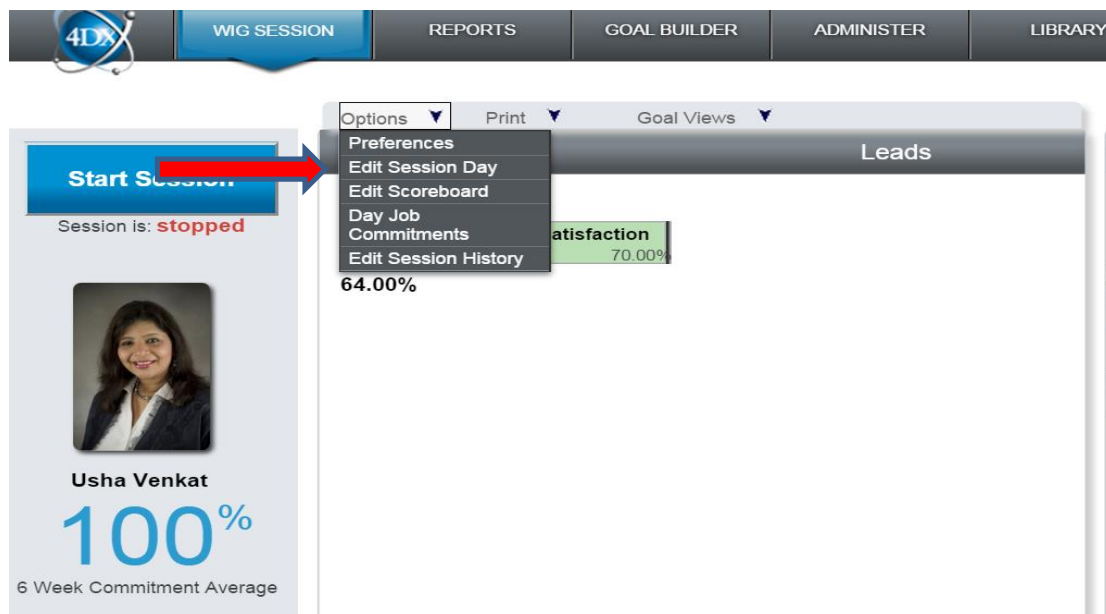 4DX
WIG SESSION
REPORTS
GOAL BUILDER
ADMINISTER
LIBRARY
Options
Print
Goal Views
Preferences
Edit Session Day
Edit Scoreboard
Day Job
Commitments
Edit Session History
Leads
Start Session
Session is: stopped
atisfaction
70.00%
64.00%
Usha Venkat
100%
6 Week Commitment Average